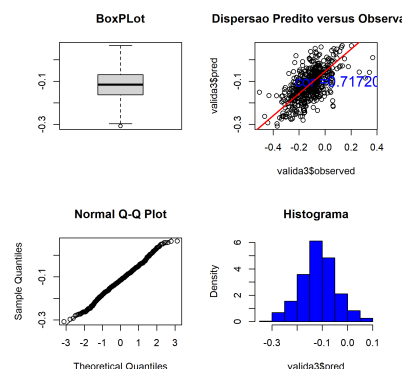 BoxPLot
-0.3 -0.1
Dispersao Predito versus Observa
valida3$pred
-0.3 -0.1
-0.4 -0.2 0.0 0.2 0.4
valida3$observed
Normal Q-Q Plot
Sample Quantiles
-0.3 -0.1
-3 -2 -1 0 1 2 3
Theoretical Quantiles
Histograma
Density
0 2 4 6
-0.3 -0.1 0.1
valida3$pred